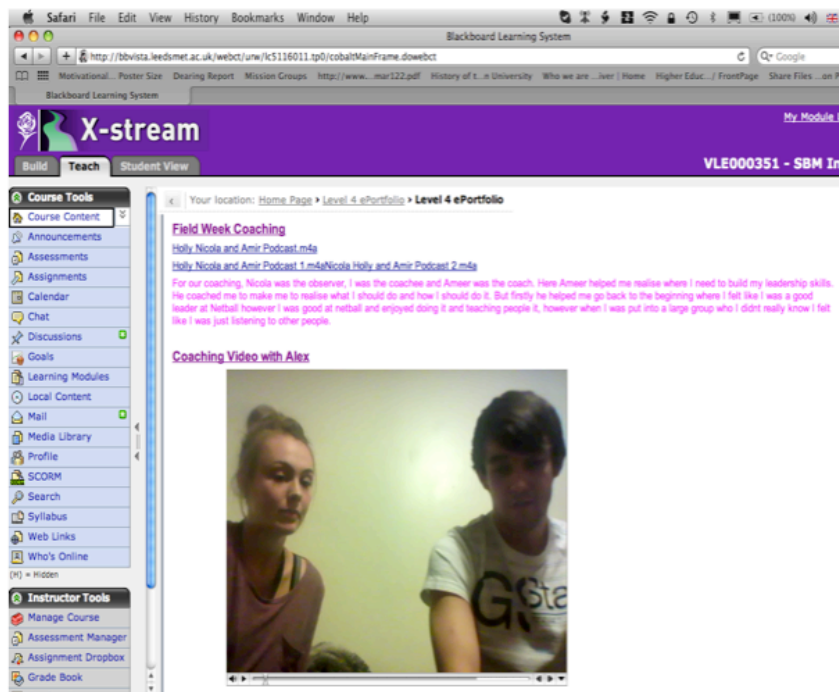 Safari File Edit View History Bookmarks Window Help (100%)
Blackboard Learning System
http://bbvista.leedsmet.ac.uk/webct/urw/lc5116011.tp0/cobaltMainFrame.dowebct
Google
Motivational... Poster Size Dearing Report Mission Groups http://www....mar122.pdf History of t...n University Who we are ...iver | Home Higher Educ.../ FrontPage Share Files ...on
Blackboard Learning System
X-stream
My Module
Build Teach Student View
VLE000351 - SBM In
Course Tools
Your location: Home Page › Level 4 ePortfolio › Level 4 ePortfolio
Course Content
Announcements
Assessments
Assignments
Calendar
Chat
Discussions
Goals
Learning Modules
Local Content
Mail
Media Library
Profile
SCORM
Search
Syllabus
Web Links
Who's Online
(H) = Hidden
Instructor Tools
Manage Course
Assessment Manager
Assignment Dropbox
Grade Book
Field Week Coaching
Holly Nicola and Amir Podcast.m4a
Holly Nicola and Amir Podcast 1.m4aNicola Holly and Amir Podcast 2.m4a
For our coaching, Nicola was the observer, I was the coachee and Ameer was the coach. Here Ameer helped me realise where I need to build my leadership skills.
He coached me to make me to realise what I should do and how I should do it. But firstly he helped me go back to the beginning where I felt like I was a good
leader at Netball however I was good at netball and enjoyed doing it and teaching people it, however when I was put into a large group who I didnt really know I felt
like I was just listening to other people.
Coaching Video with Alex
GSta